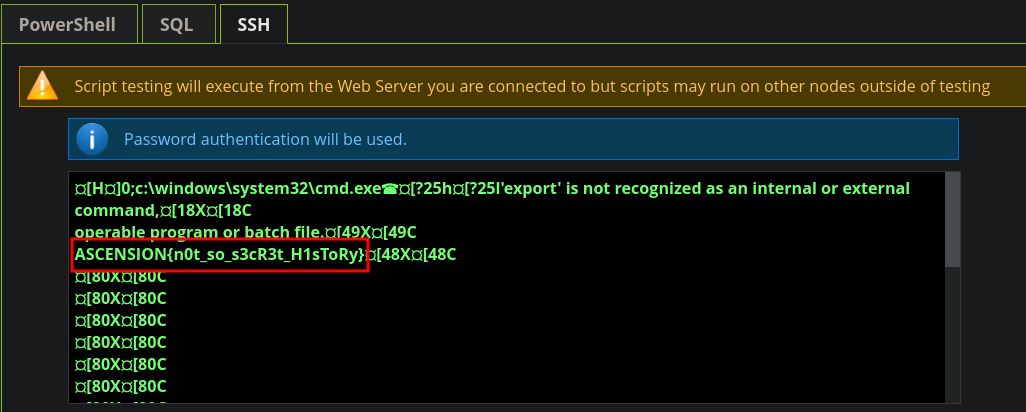 PowerShell
SQL
SSH
Script testing will execute from the Web Server you are connected to but scripts may run on other nodes outside of testing
Password authentication will be used.
¤[H¤]0;c:\windows\system32\cmd.exe☎¤[?25h¤[?25l'export' is not recognized as an internal or external
command,¤[18X¤[18C
operable program or batch file.¤[49X¤[49C
ASCENSION{n0t_so_s3cR3t_H1sToRy}¤[48X¤[48C
¤[80X¤[80C
¤[80X¤[80C
¤[80X¤[80C
¤[80X¤[80C
¤[80X¤[80C
¤[80X¤[80C
¤[80X¤[80C